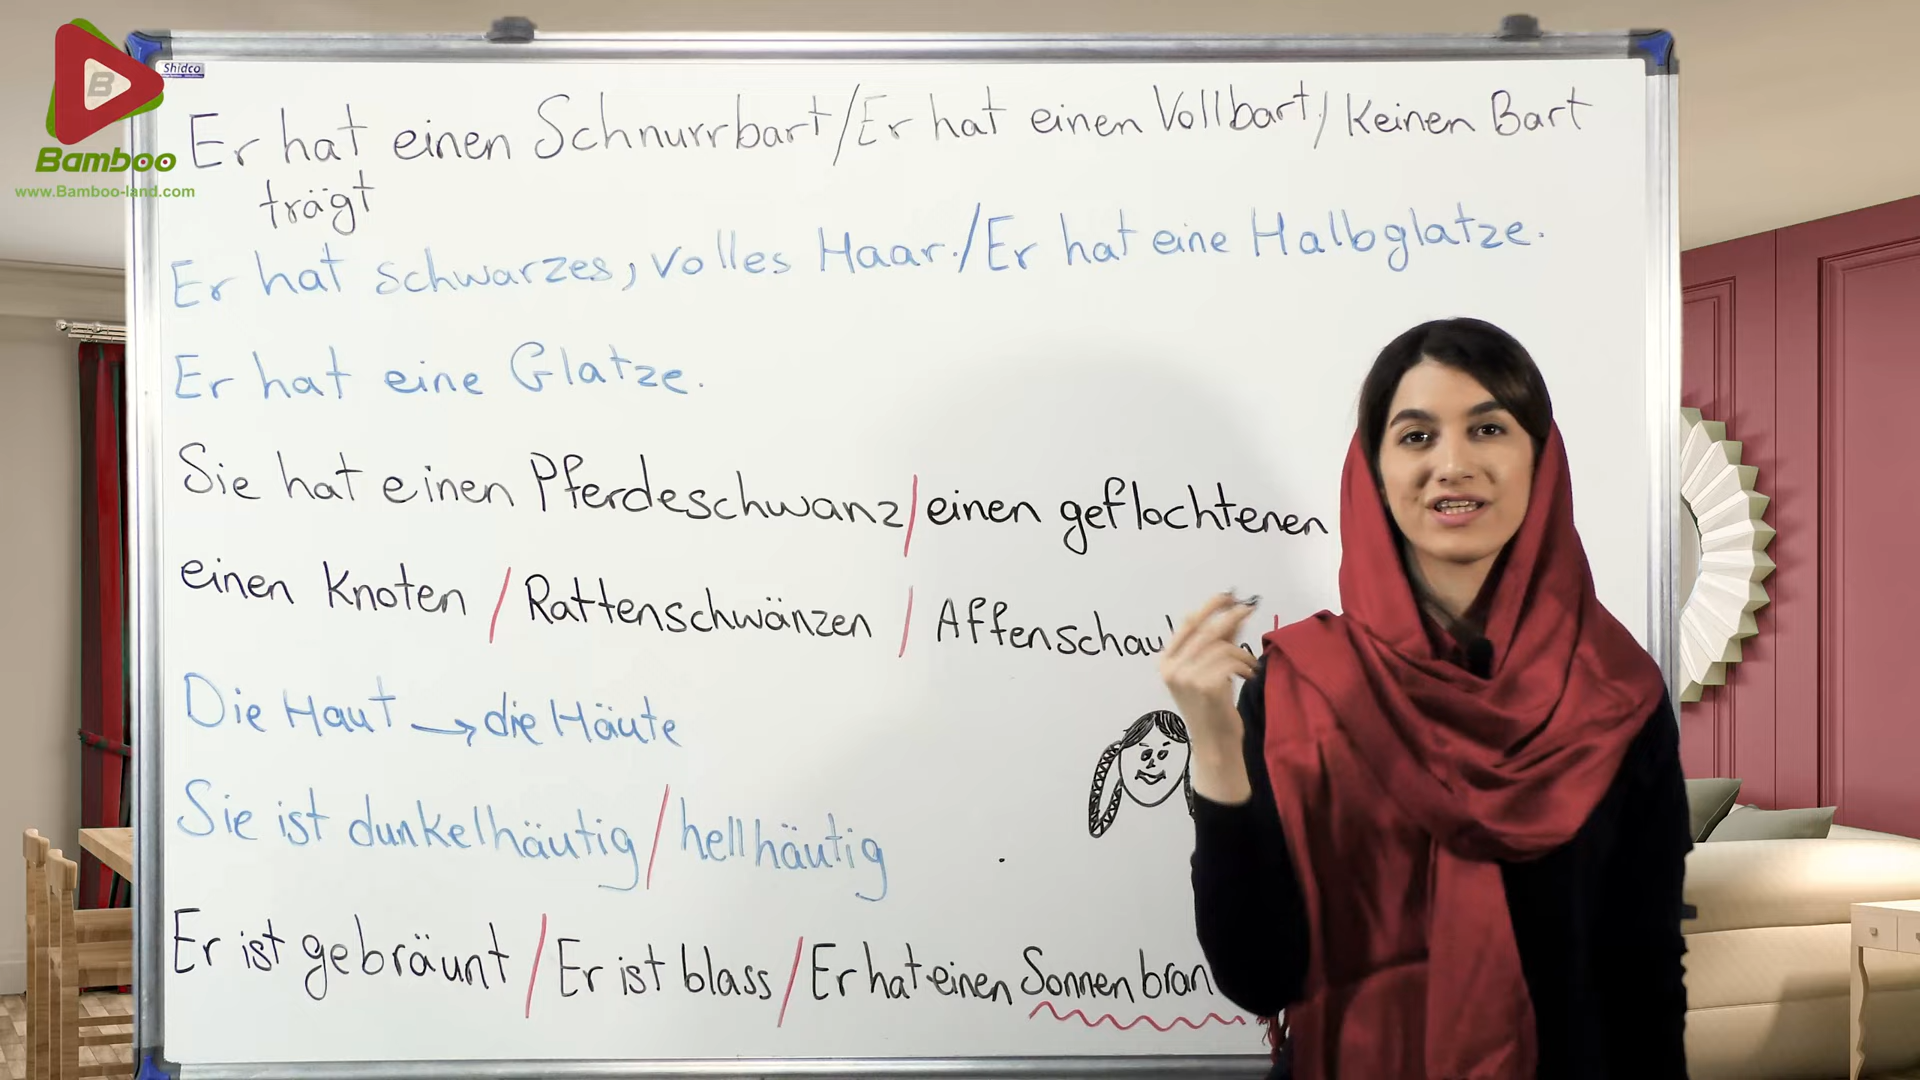 Shidco
B
Bamboo
www.Bamboo-land.com
Er hat einen Schnurrbart/Er hat einen Vollbart/Keinen Bart
trägt
Er hat schwarzes, volles Haar./Er hat eine Halbglatze.
Er hat eine Glatze.
Sie hat einen Pferdeschwanz/einen geflochtenen
einen Knoten/Rattenschwänzen/
Die Haut → die Häute
Sie ist dunkelhäutig/hellhäutig
Er ist gebräunt/Er ist blass/Er hat einen